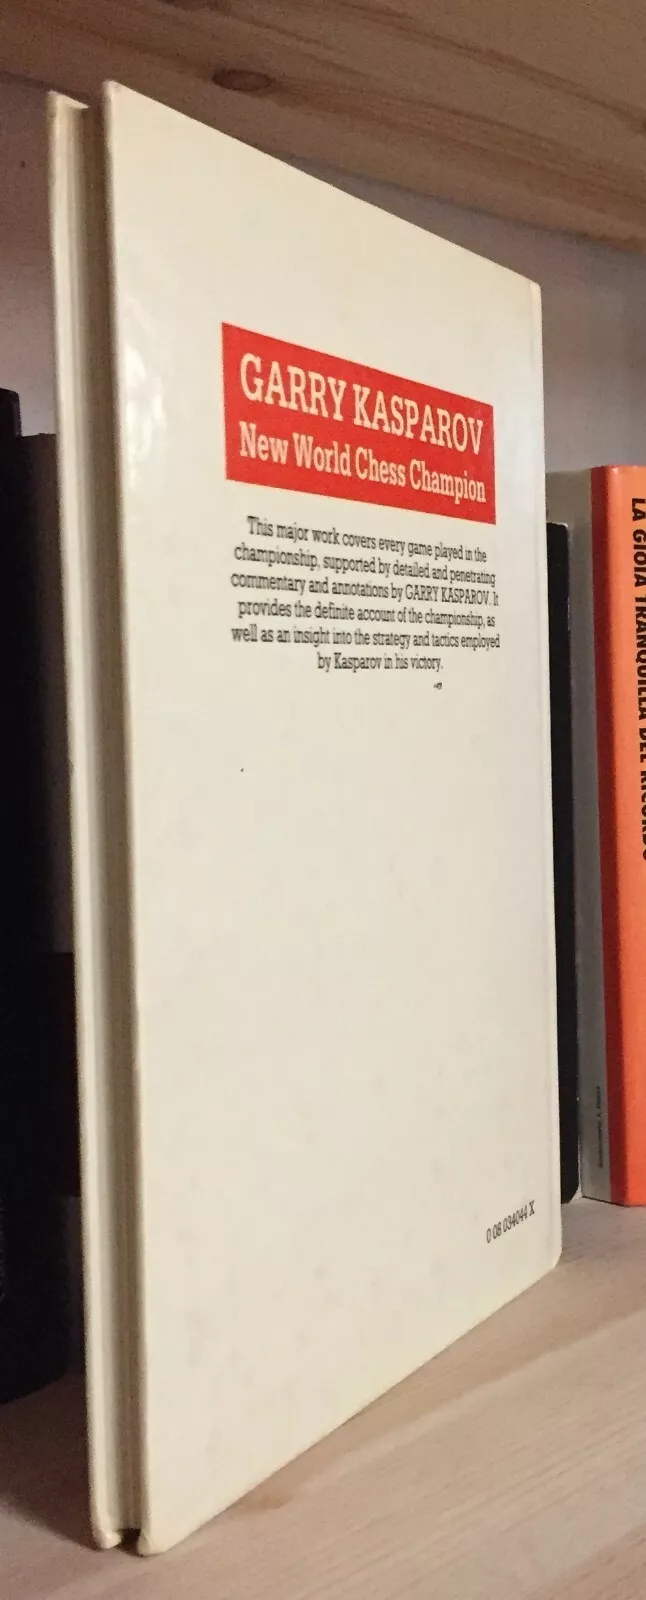 GARRY KASPAROV
New World Chess Champion
This major work covers every game played in the
championship, supported by detailed and penetrating
commentary and annotations by GARRY KASPAROV. It
provides the definite account of the championship, as
well as an insight into the strategy and tactics employed
by Kasparov in his victory.
0 08 034044 X
LA GIOIA TRANQUILLA DEL RICORDO